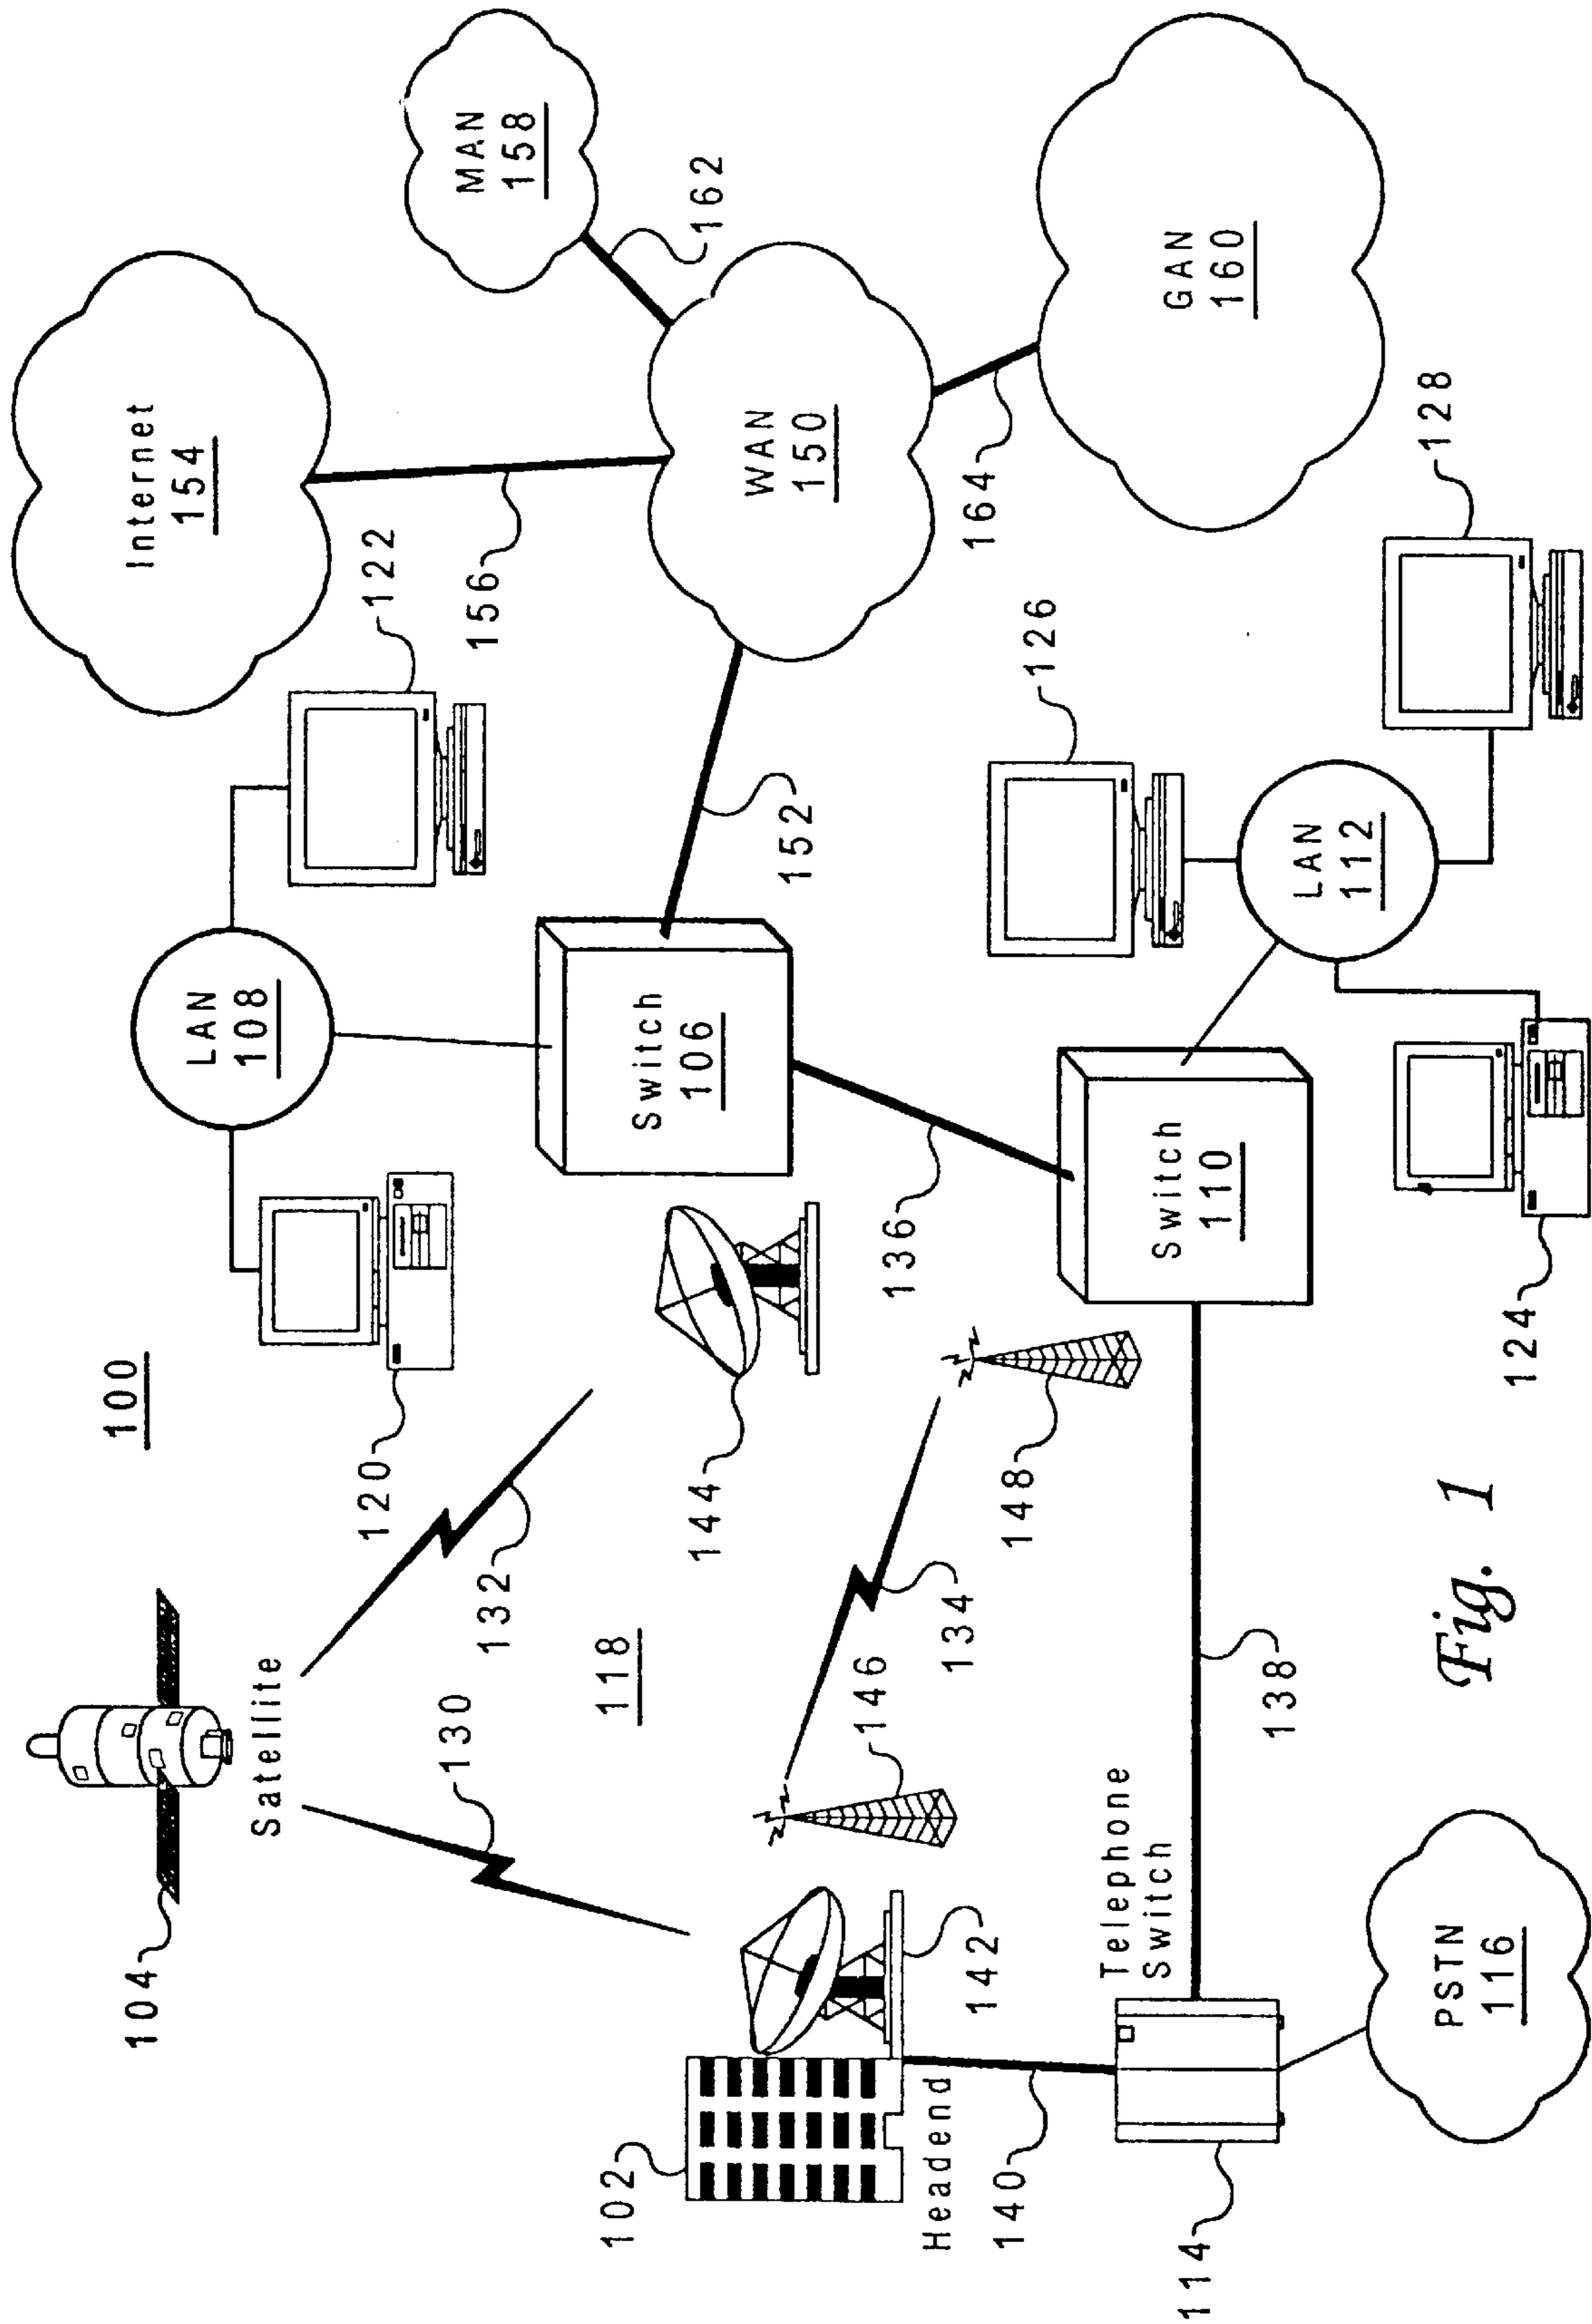 100
104
Satellite
130
132
118
120
LAN
108
122
Internet
154
156
MAN
158
162
WAN
150
152
Switch
106
144
102
Headend
142
146
134
148
136
140
Telephone
Switch
114
138
Switch
110
LAN
112
126
128
124
164
GAN
160
PSTN
116
Fig. 1